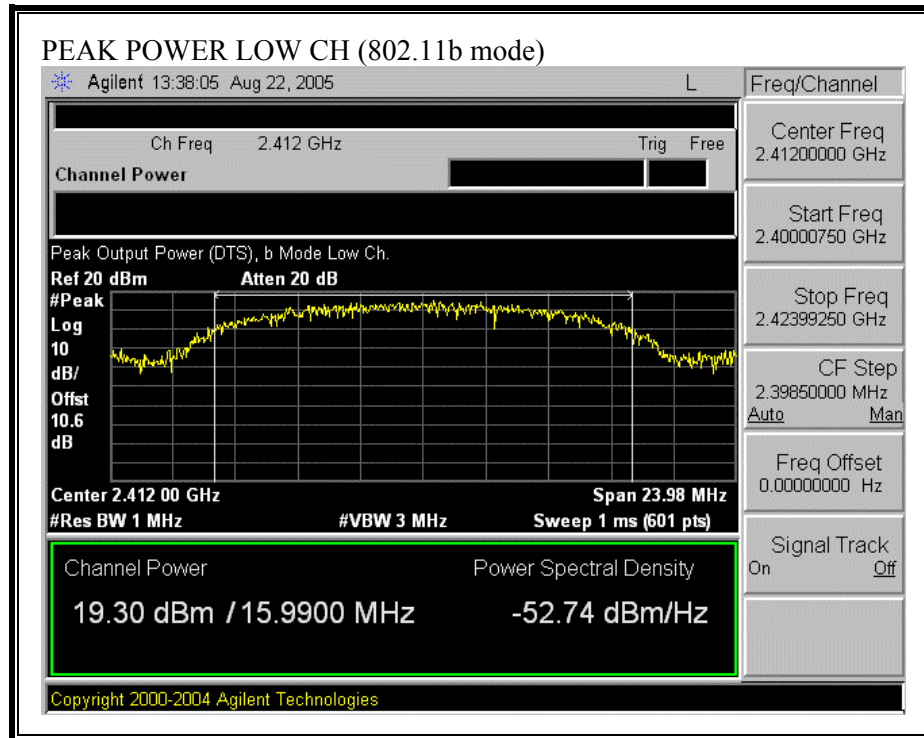 PEAK POWER LOW CH (802.11b mode)
Agilent 13:38:05 Aug 22, 2005 L
Freq/Channel
Ch Freq 2.412 GHz Trig Free
Channel Power
Center Freq
2.41200000 GHz
Start Freq
2.40000750 GHz
Stop Freq
2.42399250 GHz
CF Step
2.39850000 MHz
Auto Man
Freq Offset
0.00000000 Hz
Signal Track
On Off
Peak Output Power (DTS), b Mode Low Ch.
Ref 20 dBm Atten 20 dB
#Peak
Log
10
dB/
Offst
10.6
dB
Center 2.412 00 GHz Span 23.98 MHz
#Res BW 1 MHz #VBW 3 MHz Sweep 1 ms (601 pts)
Channel Power Power Spectral Density
19.30 dBm / 15.9900 MHz -52.74 dBm/Hz
Copyright 2000-2004 Agilent Technologies